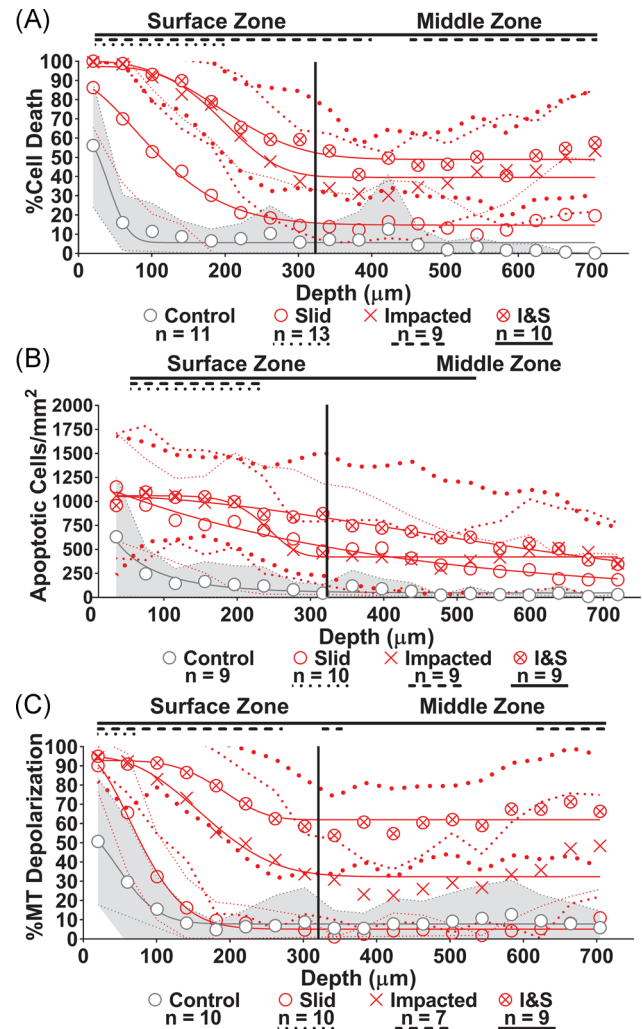 (A)
Surface Zone Middle Zone
%Cell Death
100
90
80
70
60
50
40
30
20
10
0
0 100 200 300 400 500 600 700 800
Depth (μm)
Control Slid Impacted I&S
n = 11 n = 13 n = 9 n = 10
(B)
Surface Zone Middle Zone
Apoptotic Cells/mm²
2000
1750
1500
1250
1000
750
500
250
0
0 100 200 300 400 500 600 700 800
Depth (μm)
Control Slid Impacted I&S
n = 9 n = 10 n = 9 n = 9
(C)
Surface Zone Middle Zone
%MT Depolarization
100
90
80
70
60
50
40
30
20
10
0
0 100 200 300 400 500 600 700 800
Depth (μm)
Control Slid Impacted I&S
n = 10 n = 10 n = 7 n = 9